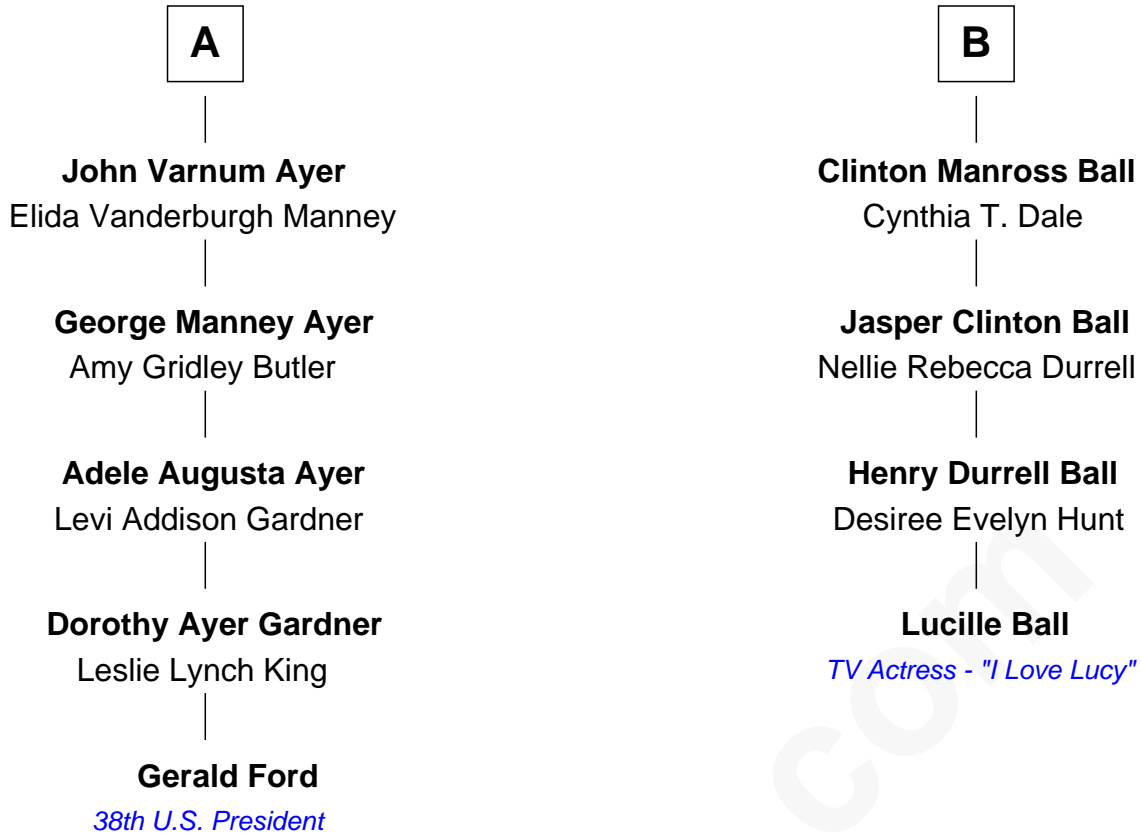 A
John Varnum Ayer
Elida Vanderburgh Manney
George Manney Ayer
Amy Gridley Butler
Adele Augusta Ayer
Levi Addison Gardner
Dorothy Ayer Gardner
Leslie Lynch King
Gerald Ford
38th U.S. President
B
Clinton Manross Ball
Cynthia T. Dale
Jasper Clinton Ball
Nellie Rebecca Durrell
Henry Durrell Ball
Desiree Evelyn Hunt
Lucille Ball
TV Actress - "I Love Lucy"
com